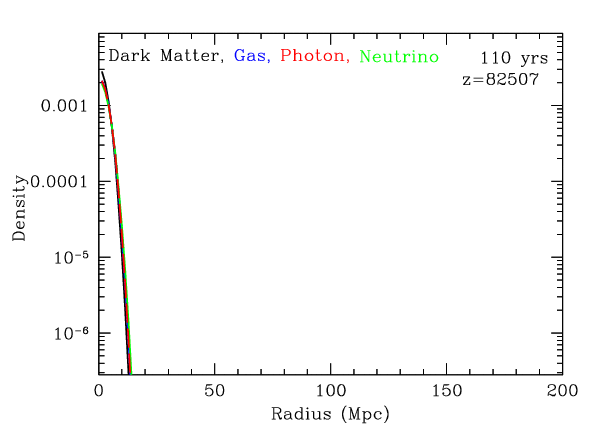 Dark Matter, Gas, Photon, Neutrino
110 yrs
z=82507
0.001
0.0001
10⁻⁵
10⁻⁶
Density
0 50 100 150 200
Radius (Mpc)